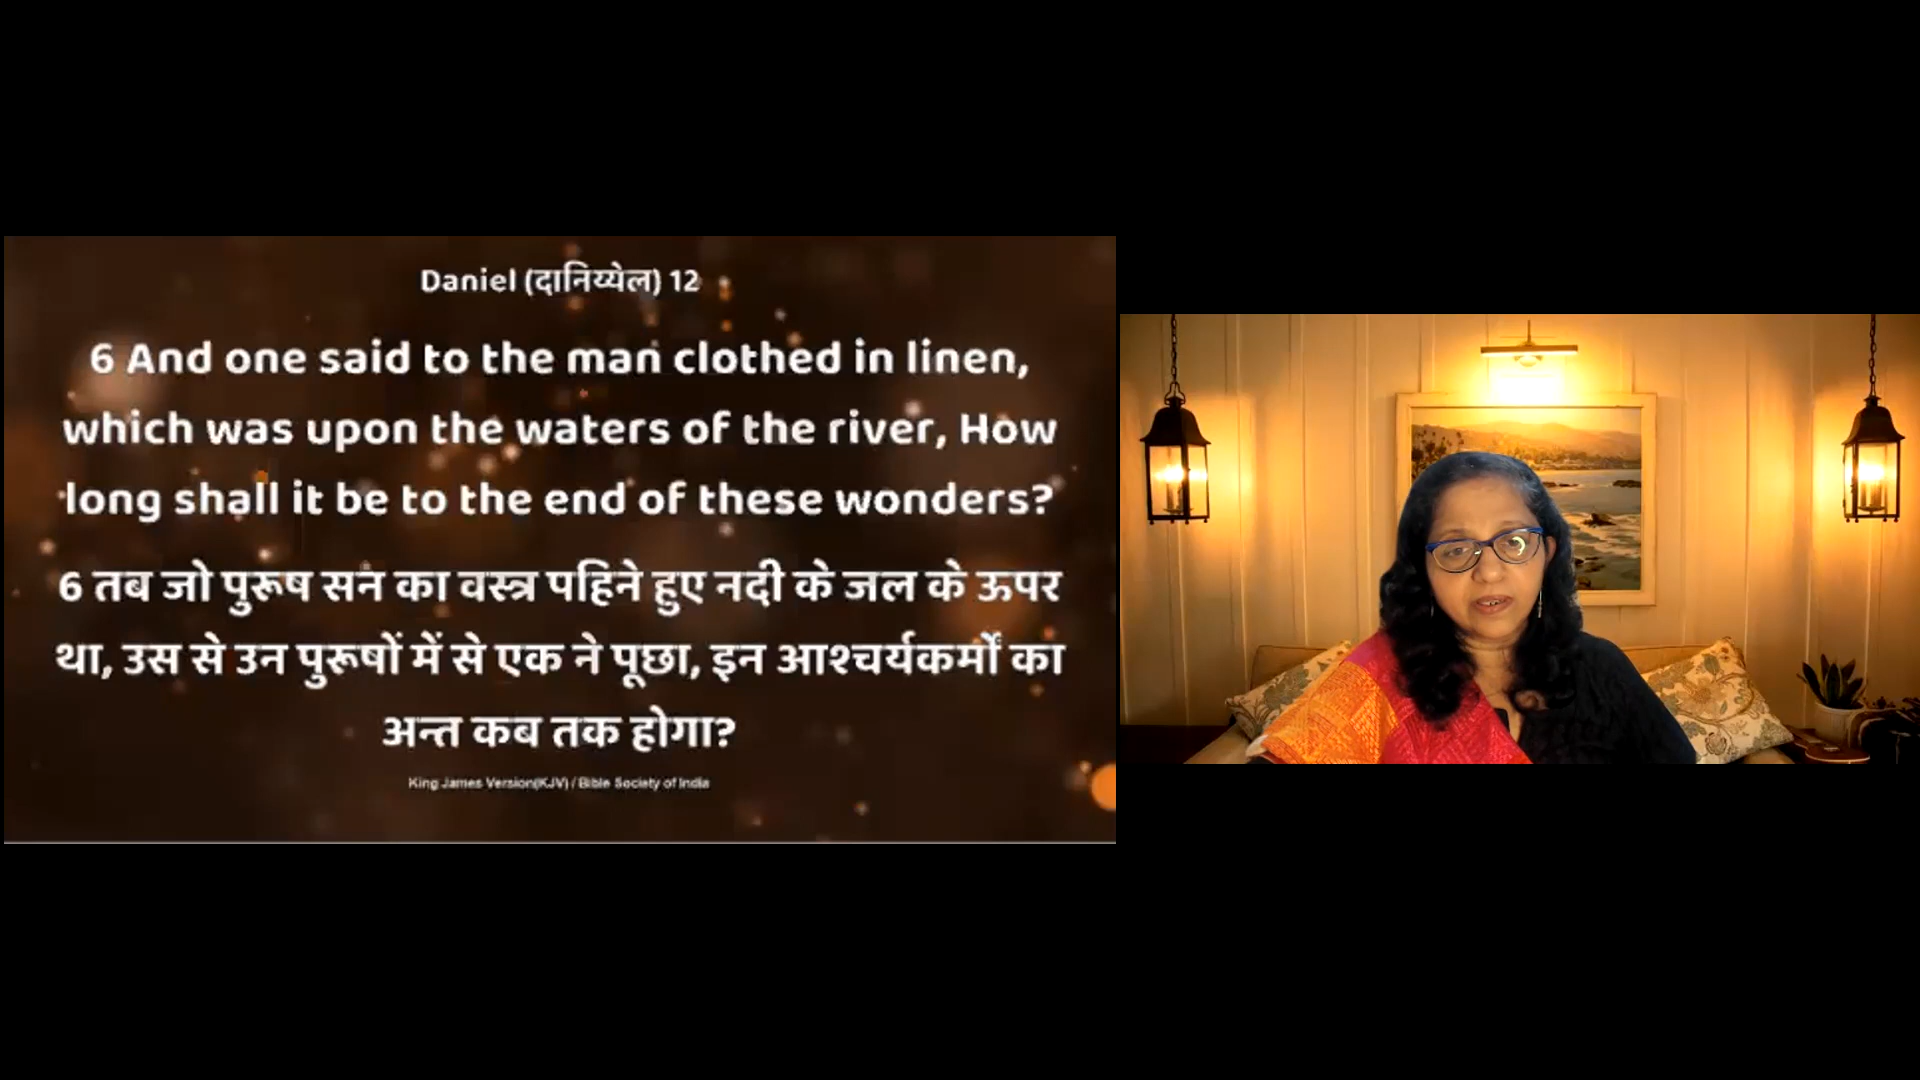 Daniel (दानिय्येल) 12
6 And one said to the man clothed in linen,
which was upon the waters of the river, How
long shall it be to the end of these wonders?
6 तब जो पुरूष सन का वस्त्र पहिने हुए नदी के जल के ऊपर
था, उस से उन पुरूषों में से एक ने पूछा, इन आश्चर्यकर्मों का
अन्त कब तक होगा?
King James Version(KJV) / Bible Society of India